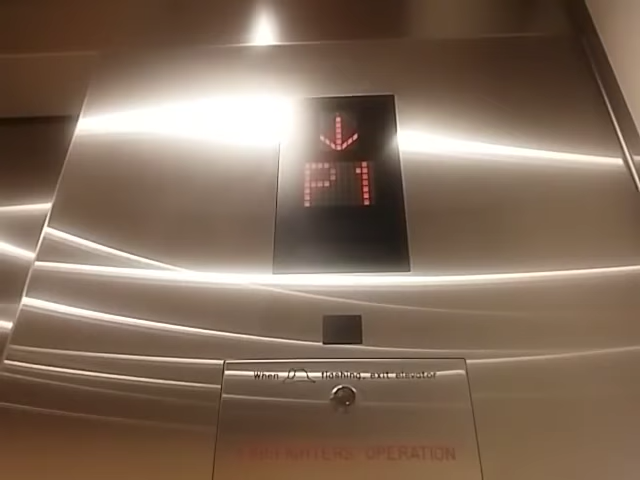 ↓
P1
When flashing, exit elevator
FIREFIGHTERS' OPERATION